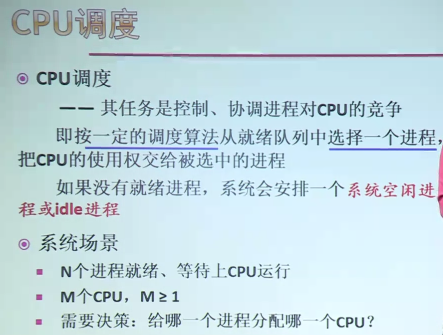 CPU调度
CPU调度
—— 其任务是控制、协调进程对CPU的竞争
即按一定的调度算法从就绪队列中选择一个进程，
把CPU的使用权交给被选中的进程
如果没有就绪进程，系统会安排一个系统空闲进
程或idle进程
系统场景
N个进程就绪、等待上CPU运行
M个CPU，M ≥ 1
需要决策：给哪一个进程分配哪一个CPU？